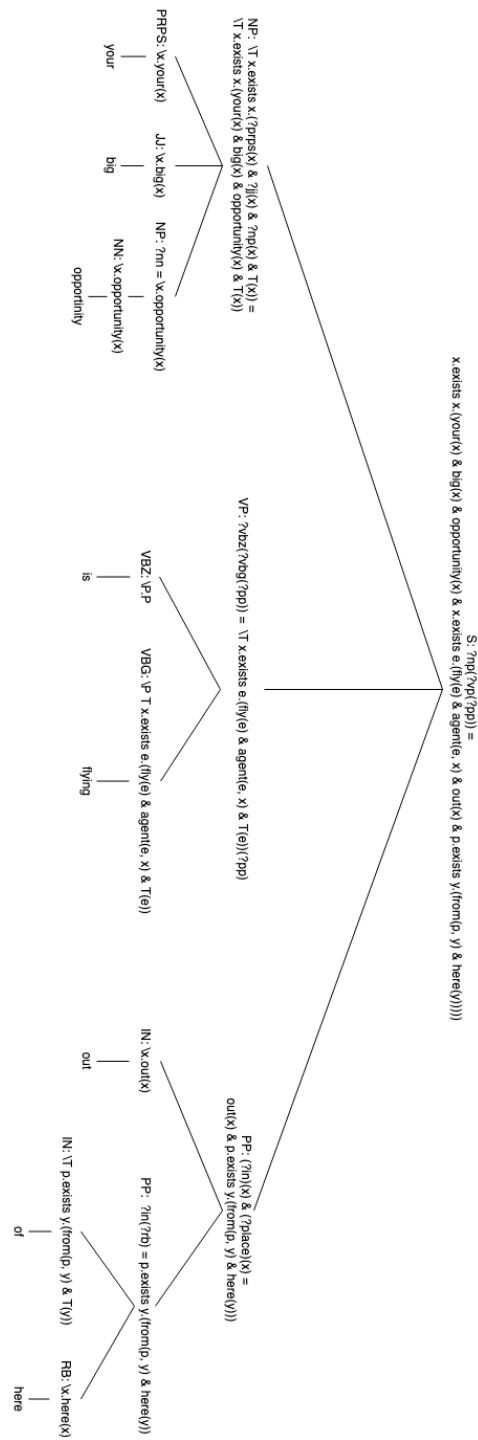 S: ?np(?vp(?pp)) =
x.exists x.(your(x) & big(x) & opportunity(x) & x.exists e.(fly(e) & agent(e, x) & out(x) & p.exists y.(from(p, y) & here(y)))))
NP: \T x.exists x.(?prps(x) & ?jj(x) & ?np(x) & T(x)) =
\T x.exists x.(your(x) & big(x) & opportunity(x) & T(x))
VP: ?vbz(?vbg(?pp)) = \T x.exists e.(fly(e) & agent(e, x) & T(e))(?pp)
PP: (?in)(x) & (?place)(x) =
out(x) & p.exists y.(from(p, y) & here(y)))
PRPS: \x.your(x)
JJ: \x.big(x)
NP: ?nn = \x.opportunity(x)
VBZ: \P.P
VBG: \P T x.exists e.(fly(e) & agent(e, x) & T(e))
IN: \x.out(x)
PP: ?in(?rb) = p.exists y.(from(p, y) & here(y))
your
big
NN: \x.opportunity(x)
is
flying
out
IN: \T p.exists y.(from(p, y) & T(y))
RB: \x.here(x)
opportinity
of
here